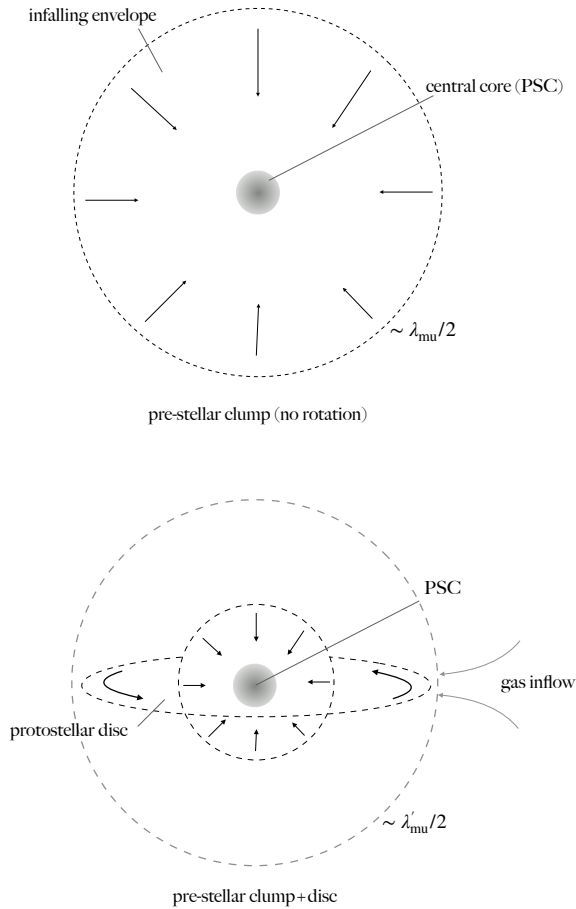 infalling envelope
central core (PSC)
~ λmu/2
pre-stellar clump (no rotation)
PSC
gas inflow
protostellar disc
~ λ′mu/2
pre-stellar clump+disc